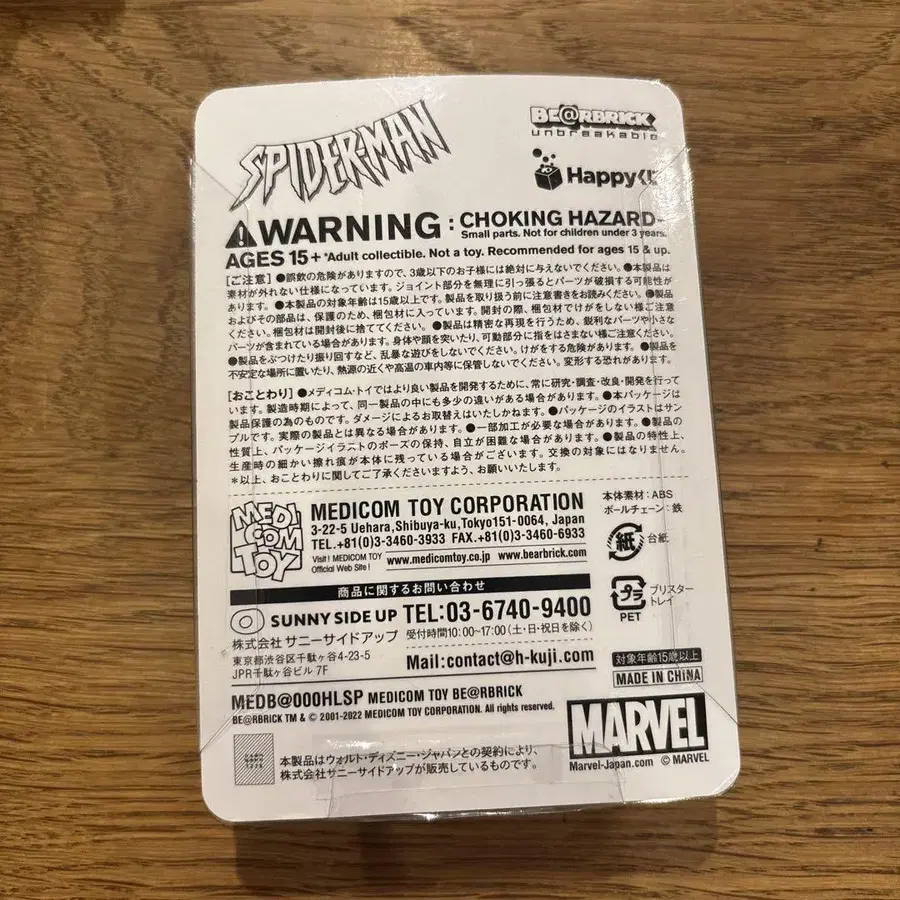 SPIDER-MAN
BE@RBRICK
unbreakable
Happyくじ
WARNING : CHOKING HAZARD-
Small parts. Not for children under 3 years.
AGES 15+ *Adult collectible. Not a toy. Recommended for ages 15 & up.
[ご注意] ●誤飲の危険がありますので、3歳以下のお子様には絶対に与えないでください。●本製品は
素材が外れない仕様になっています。ジョイント部分を無理に引っ張るとパーツが破損する可能性が
あります。●本製品の対象年齢は15歳以上です。製品を取り扱う前に注意書きをお読みください。●製品
およびその部品は、保護のため、梱包材に入っています。開封の際、梱包材でけがをしない様ご注意
ください。梱包材は開封後に捨ててください。●製品は精密な再現を行うため、鋭利なパーツや小さな
パーツが含まれている場合があります。身体や顔を突いたり、可動部分に指をはさまない様ご注意ください。
●製品をぶつけたり振り回すなど、乱暴な遊びをしないでください。けがをする危険があります。●製品を
不安定な場所に置いたり、熱源の近くや高温の車内等に保管しないでください。変形する恐れがあります。
[おことわり] ●メディコム・トイではより良い製品を開発するために、常に研究・調査・改良・開発を行って
います。製造時期によって、同一製品の中にも多少の違いがある場合があります。●本パッケージは
製品保護の為のものです。ダメージによるお取替えはいたしかねます。●パッケージのイラストはサン
プルです。実際の製品とは異なる場合があります。●一部加工が必要な場合があります。●製品の
性質上、パッケージイラストのポーズの保持、自立が困難な場合がございます。●製品の特性上、
生産時の細かい擦れ痕が本体に残っている場合がございます。交換の対象にはなりません。
*以上、おことわりに関してご了承くださいますよう、お願いいたします。
MEDICOM TOY
MEDICOM TOY CORPORATION
3-22-5 Uehara,Shibuya-ku,Tokyo151-0064, Japan
TEL.+81(0)3-3460-3933 FAX.+81(0)3-3460-6933
Visit! MEDICOM TOY
Official Web Site!
www.medicomtoy.co.jp www.bearbrick.com
本体素材:ABS
ボールチェーン:鉄
紙
台紙
プラ
PET
ブリスター
トレイ
商品に関するお問い合わせ
SUNNY SIDE UP
株式会社 サニーサイドアップ
東京都渋谷区千駄ヶ谷4-23-5
JPR千駄ヶ谷ビル 7F
TEL:03-6740-9400
受付時間10:00~17:00(土・日・祝日を除く)
Mail:contact@h-kuji.com
対象年齢15歳以上
MADE IN CHINA
MEDB@000HLSP MEDICOM TOY BE@RBRICK
BE@RBRICK TM & © 2001-2022 MEDICOM TOY CORPORATION. All rights reserved.
本製品はウォルト・ディズニー・ジャパンとの契約により、
株式会社サニーサイドアップが販売しているものです。
MARVEL
Marvel-Japan.com © MARVEL